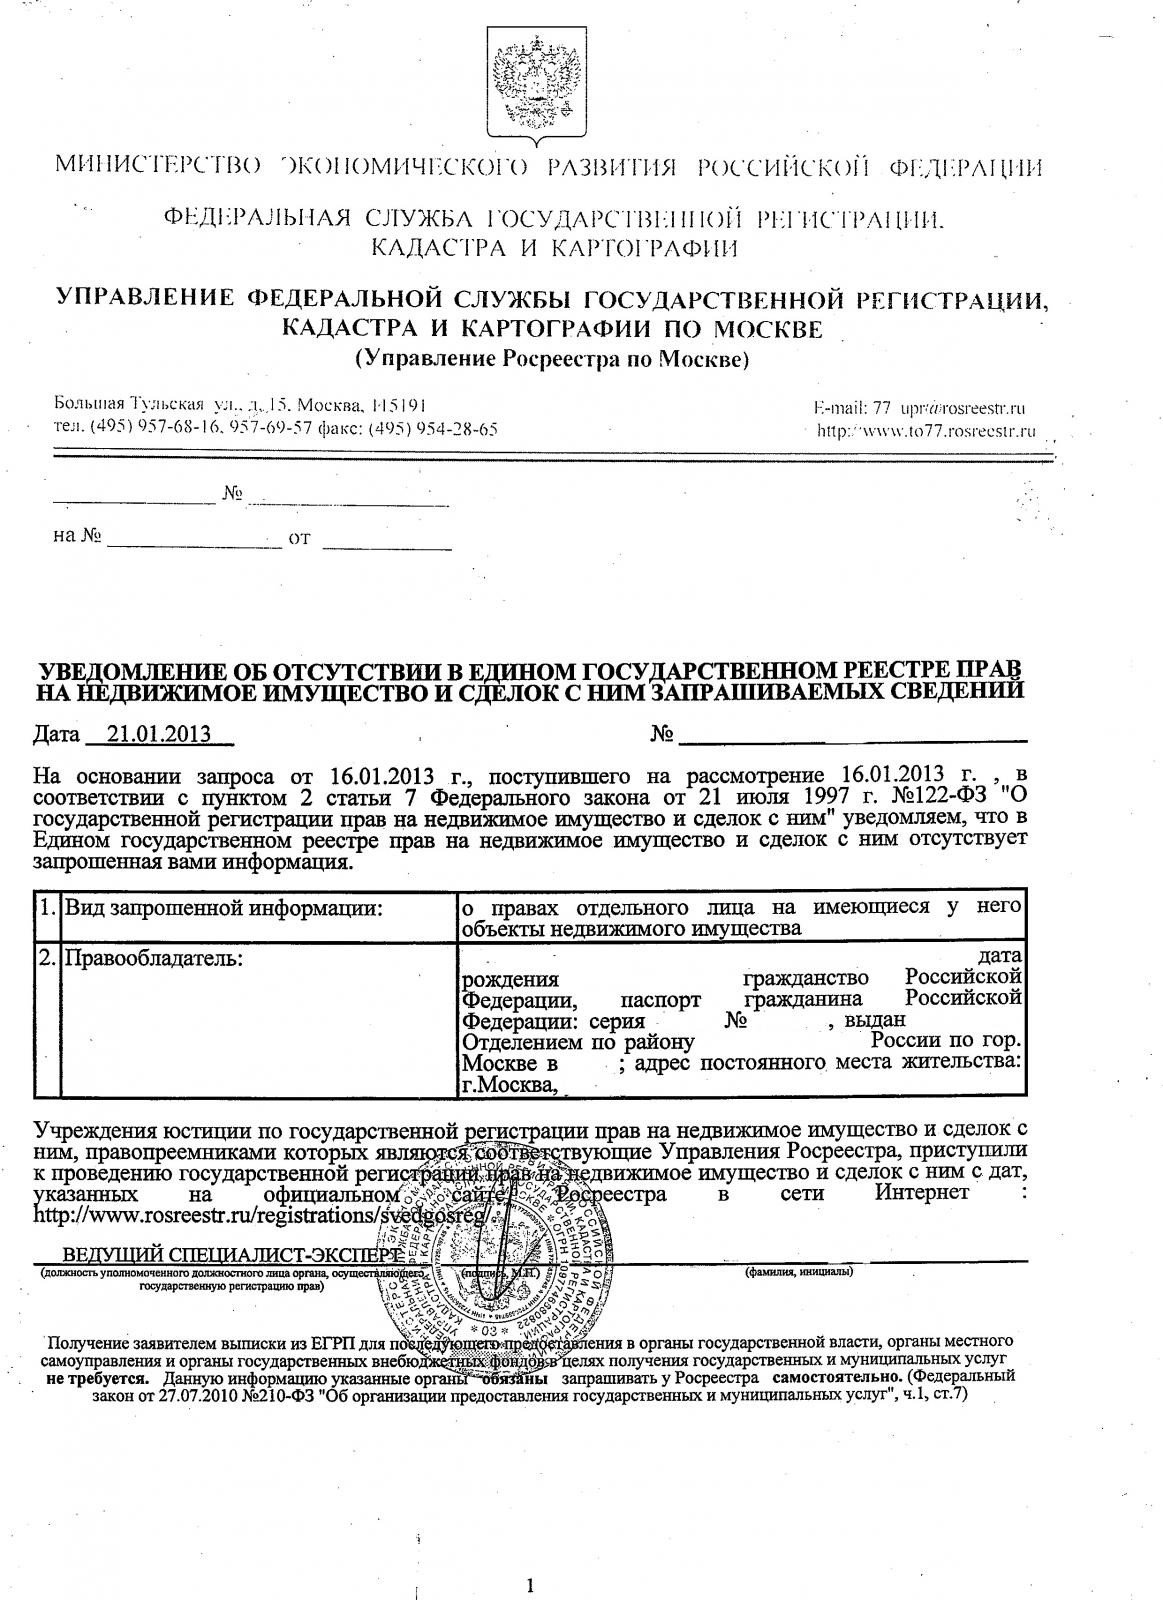 МИНИСТЕРСТВО ЭКОНОМИЧЕСКОГО РАЗВИТИЯ РОССИЙСКОЙ ФЕДЕРАЦИИ
ФЕДЕРАЛЬНАЯ СЛУЖБА ГОСУДАРСТВЕННОЙ РЕГИСТРАЦИИ,
КАДАСТРА И КАРТОГРАФИИ
УПРАВЛЕНИЕ ФЕДЕРАЛЬНОЙ СЛУЖБЫ ГОСУДАРСТВЕННОЙ РЕГИСТРАЦИИ,
КАДАСТРА И КАРТОГРАФИИ ПО МОСКВЕ
(Управление Росреестра по Москве)
Большая Тульская ул., д. 15, Москва, 115191
тел. (495) 957-68-16, 957-69-57 факс: (495) 954-28-65
E-mail: 77 upr@rosreestr.ru
http://www.to77.rosreestr.ru
№
на № от
УВЕДОМЛЕНИЕ ОБ ОТСУТСТВИИ В ЕДИНОМ ГОСУДАРСТВЕННОМ РЕЕСТРЕ ПРАВ
НА НЕДВИЖИМОЕ ИМУЩЕСТВО И СДЕЛОК С НИМ ЗАПРАШИВАЕМЫХ СВЕДЕНИЙ
Дата 21.01.2013 №
На основании запроса от 16.01.2013 г., поступившего на рассмотрение 16.01.2013 г. , в
соответствии с пунктом 2 статьи 7 Федерального закона от 21 июля 1997 г. №122-ФЗ "О
государственной регистрации прав на недвижимое имущество и сделок с ним" уведомляем, что в
Едином государственном реестре прав на недвижимое имущество и сделок с ним отсутствует
запрошенная вами информация.
1. Вид запрошенной информации: о правах отдельного лица на имеющиеся у него
объекты недвижимого имущества
2. Правообладатель: дата
рождения гражданство Российской
Федерации, паспорт гражданина Российской
Федерации: серия № , выдан
Отделением по району России по гор.
Москве в ; адрес постоянного места жительства:
г.Москва,
Учреждения юстиции по государственной регистрации прав на недвижимое имущество и сделок с
ним, правопреемниками которых являются соответствующие Управления Росреестра, приступили
к проведению государственной регистрации прав на недвижимое имущество и сделок с ним с дат,
указанных на официальном сайте Росреестра в сети Интернет :
http://www.rosreestr.ru/registrations/svedgosreg/
ВЕДУЩИЙ СПЕЦИАЛИСТ-ЭКСПЕРТ
(должность уполномоченного должностного лица органа, осуществляющего
государственную регистрацию прав)
(подпись, М.П.)
(фамилия, инициалы)
Получение заявителем выписки из ЕГРП для последующего предоставления в органы государственной власти, органы местного
самоуправления и органы государственных внебюджетных фондов в целях получения государственных и муниципальных услуг
не требуется. Данную информацию указанные органы обязаны запрашивать у Росреестра самостоятельно. (Федеральный
закон от 27.07.2010 №210-ФЗ "Об организации предоставления государственных и муниципальных услуг", ч.1, ст.7)
1